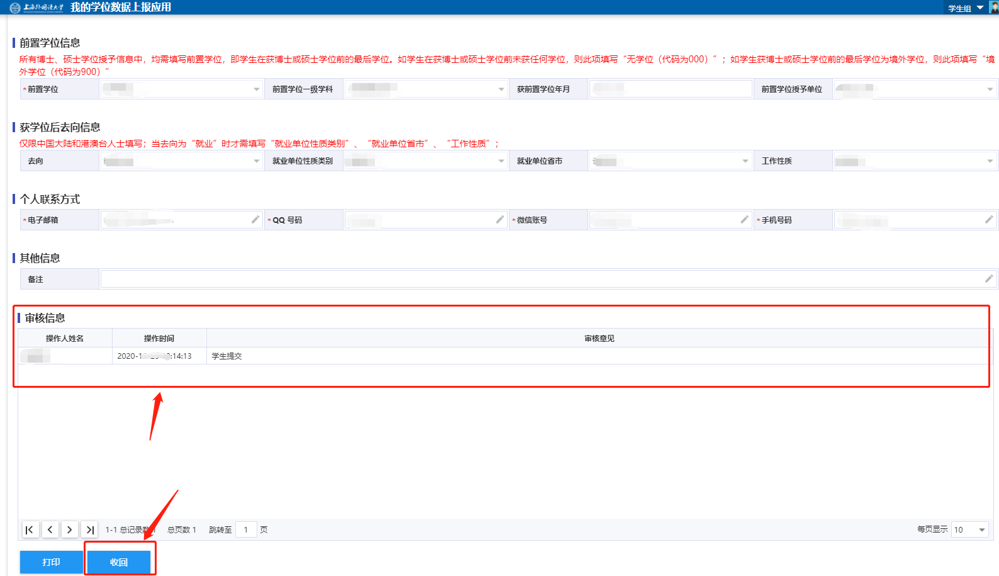 上海外国语大学 我的学位数据上报应用 学生组
前置学位信息
所有博士、硕士学位授予信息中，均需填写前置学位，即学生在获博士或硕士学位前的最后学位。如学生在获博士或硕士学位前未获任何学位，则此项填写“无学位（代码为000）”；如学生获博士或硕士学位前的最后学位为境外学位，则此项填写“境
外学位（代码为900）”
*前置学位 前置学位一级学科 获前置学位年月 前置学位授予单位
获学位后去向信息
仅限中国大陆和港澳台人士填写；当去向为“就业”时才需填写“就业单位性质类别”、“就业单位省市”、“工作性质”；
去向 就业单位性质类别 就业单位省市 工作性质
个人联系方式
*电子邮箱 *QQ 号码 *微信账号 *手机号码
其他信息
备注
审核信息
操作人姓名 操作时间 审核意见
2020-1 :14:13 学生提交
1-1 总记录数 1 总页数 1 跳转至 1 页 每页显示 10
打印 收回